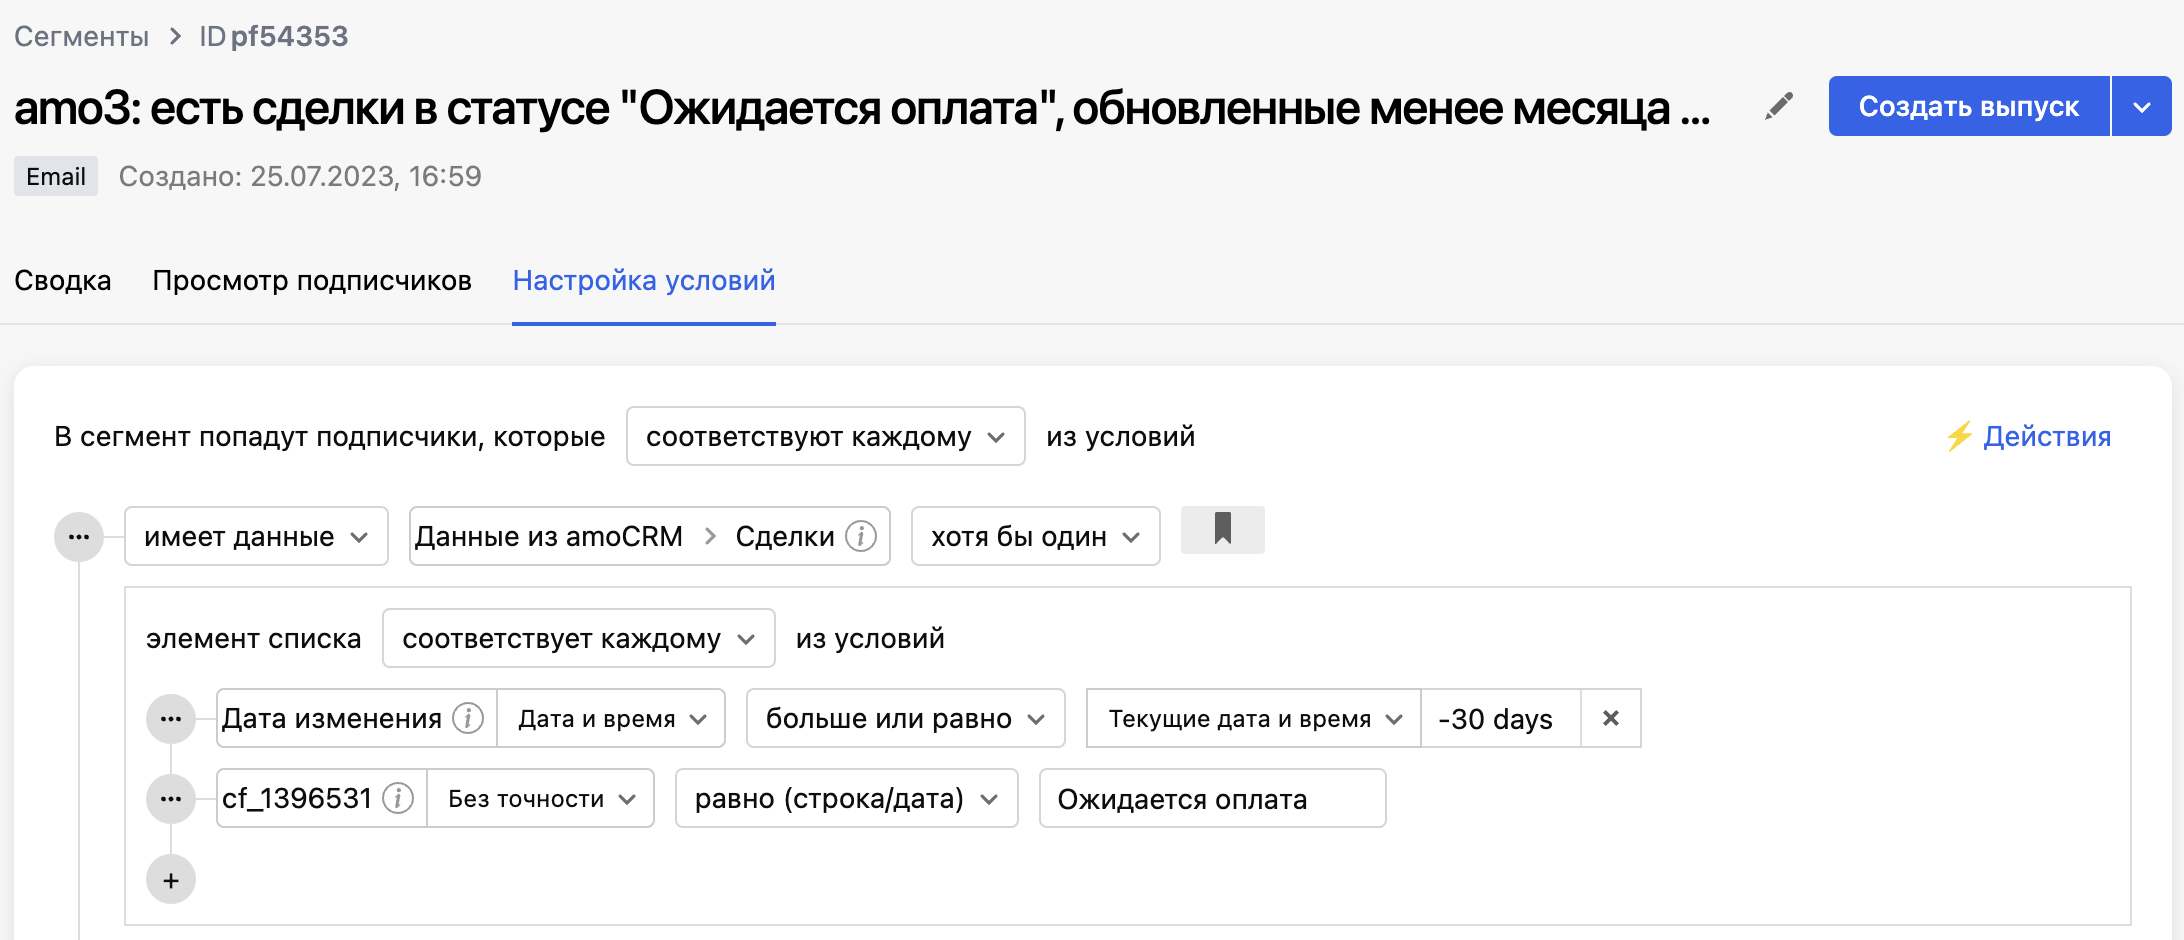 Сегменты > ID pf54353
amo3: есть сделки в статусе "Ожидается оплата", обновленные менее месяца ...
Создать выпуск
Email Создано: 25.07.2023, 16:59
Сводка Просмотр подписчиков Настройка условий
В сегмент попадут подписчики, которые соответствуют каждому из условий
⚡ Действия
имеет данные Данные из amoCRM > Сделки i хотя бы один
элемент списка соответствует каждому из условий
Дата изменения i Дата и время больше или равно Текущие дата и время -30 days ×
cf_1396531 i Без точности равно (строка/дата) Ожидается оплата
+